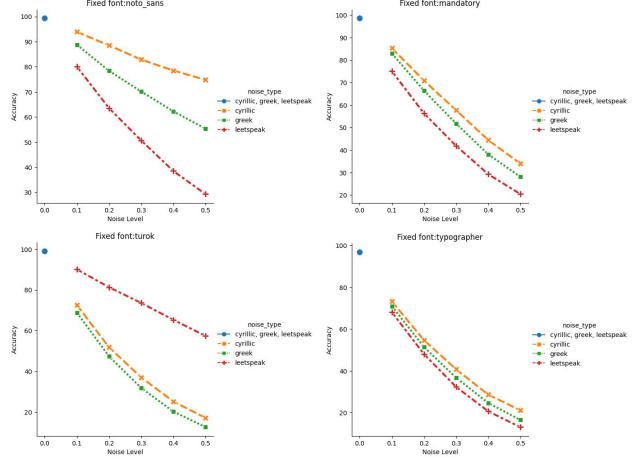 Fixed font:noto_sans
100
90
80
70
60
50
40
30
Accuracy
0.0 0.1 0.2 0.3 0.4 0.5
Noise Level
noise_type
cyrillic, greek, leetspeak
cyrillic
greek
leetspeak
Fixed font:mandatory
100
90
80
70
60
50
40
30
20
Accuracy
0.0 0.1 0.2 0.3 0.4 0.5
Noise Level
noise_type
cyrillic, greek, leetspeak
cyrillic
greek
leetspeak
Fixed font:turok
100
80
60
40
20
Accuracy
0.0 0.1 0.2 0.3 0.4 0.5
Noise Level
noise_type
cyrillic, greek, leetspeak
cyrillic
greek
leetspeak
Fixed font:typographer
100
80
60
40
20
Accuracy
0.0 0.1 0.2 0.3 0.4 0.5
Noise Level
noise_type
cyrillic, greek, leetspeak
cyrillic
greek
leetspeak